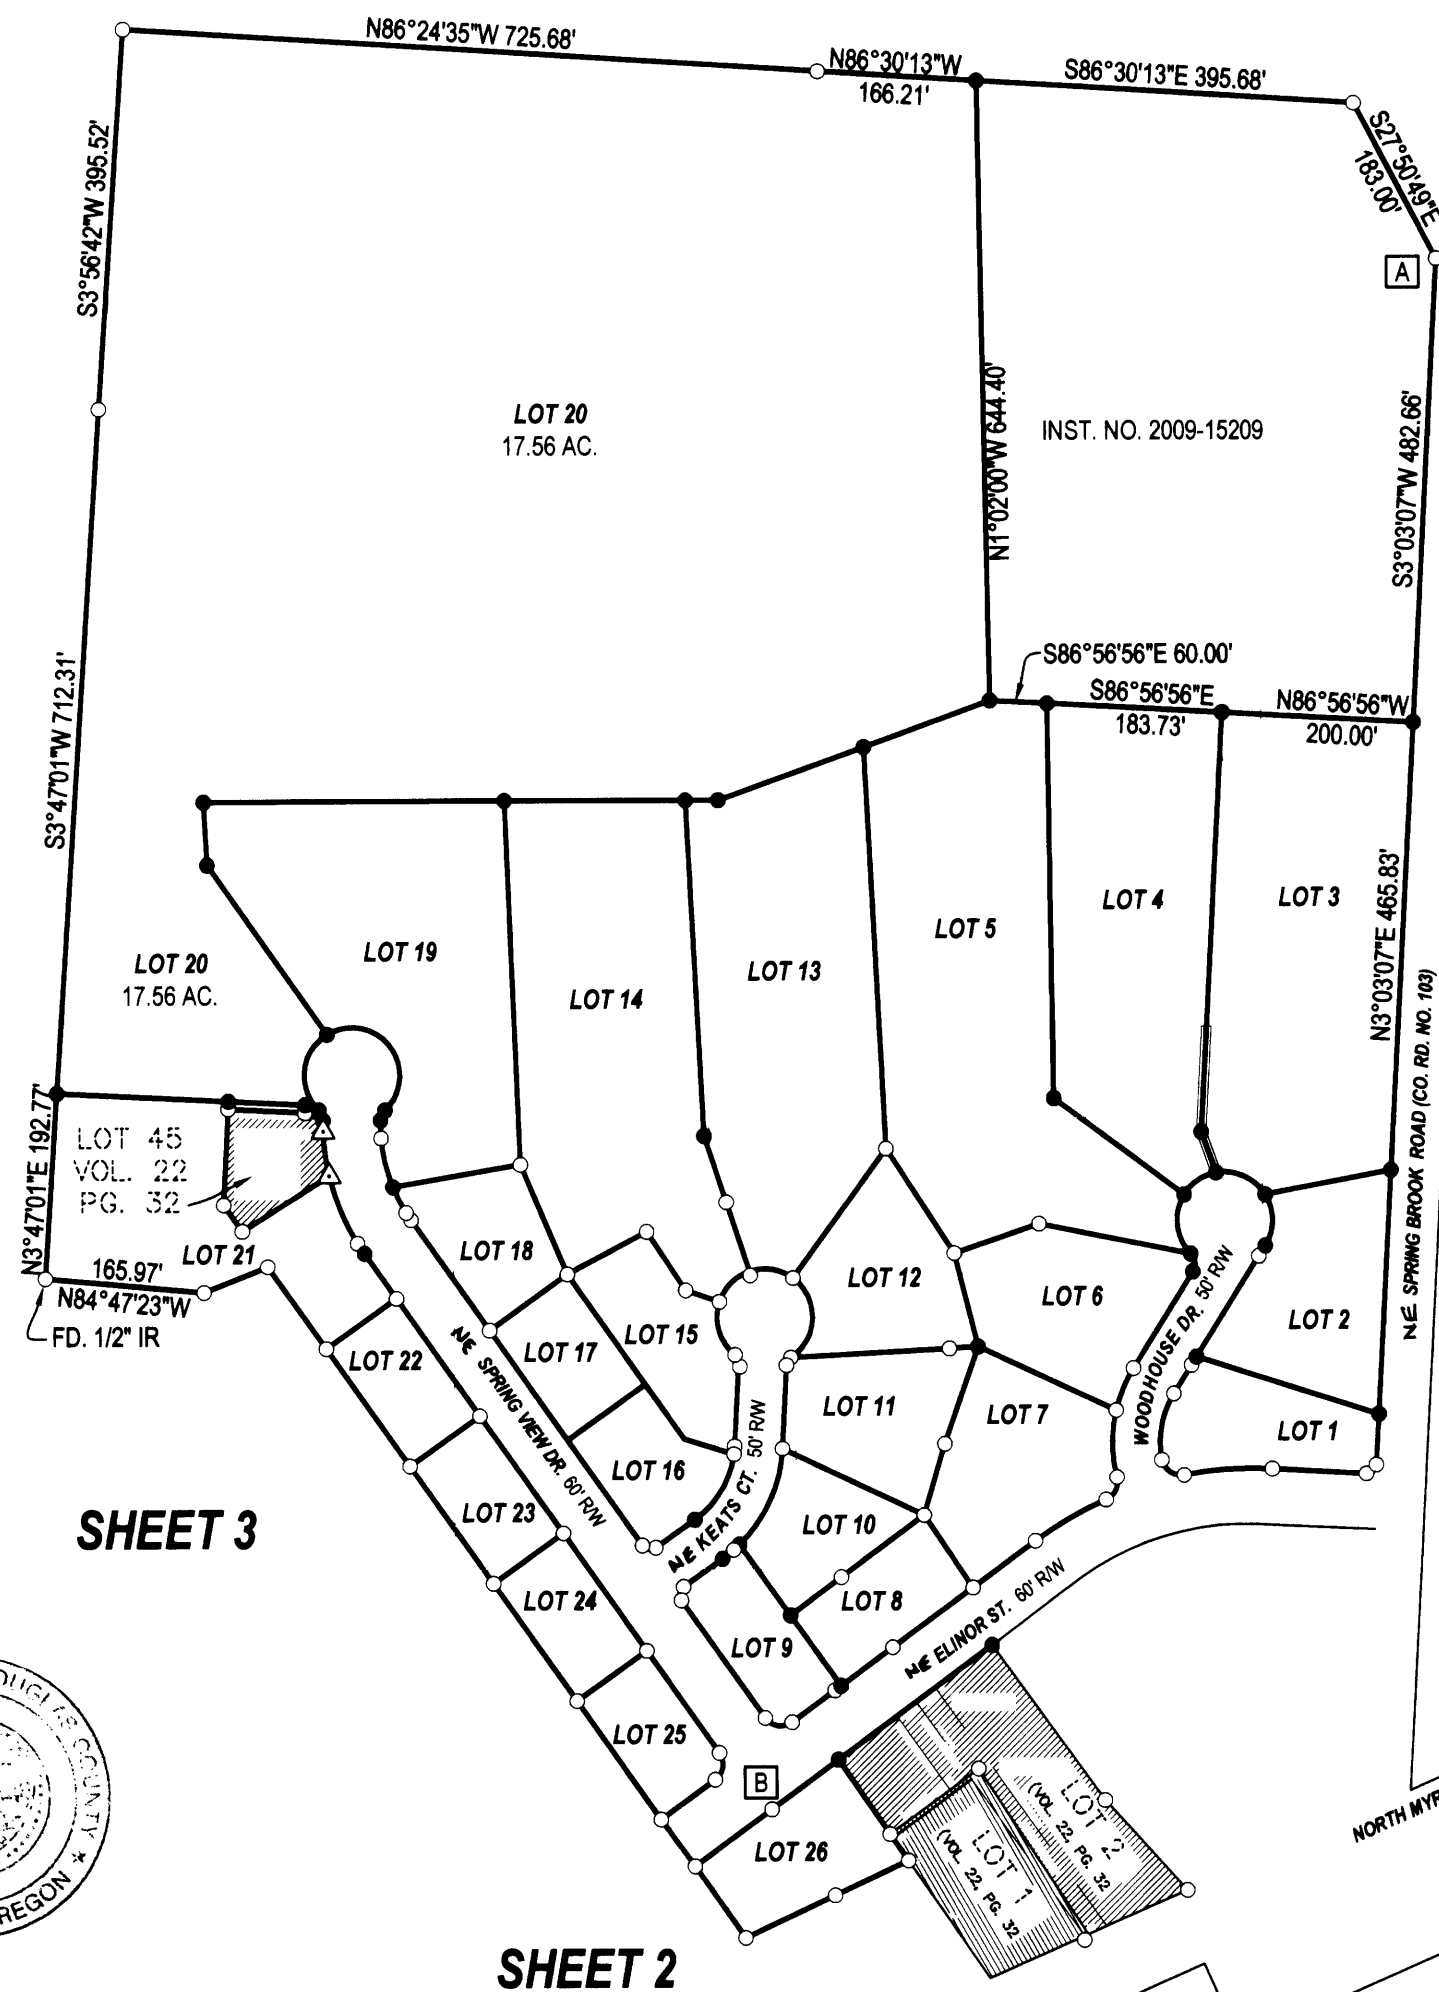 N86°24'35"W 725.68'
N86°30'13"W
166.21'
S86°30'13"E 395.68'
S27°50'49"E
183.00'
A
S3°56'42"W 395.52'
LOT 20
17.56 AC.
INST. NO. 2009-15209
N1°02'00"W 644.40'
S3°03'07"W 482.66'
S86°56'56"E 60.00'
S86°56'56"E
183.73'
N86°56'56"W
200.00'
S3°47'01"W 712.31'
LOT 3
LOT 4
LOT 5
LOT 13
LOT 14
LOT 19
LOT 20
17.56 AC.
N3°03'07"E 465.83'
NE SPRING BROOK ROAD (CO. RD. NO. 103)
N3°47'01"E 192.77'
LOT 45
VOL. 22
PG. 32
LOT 21
165.97'
N84°47'23"W
FD. 1/2" IR
LOT 18
LOT 12
LOT 6
LOT 2
LOT 15
LOT 17
LOT 22
WOODHOUSE DR. 50' R/W
NE SPRING VIEW DR. 60' R/W
LOT 11
LOT 7
LOT 1
LOT 16
NE KEATS CT. 50' R/W
LOT 23
LOT 10
SHEET 3
LOT 24
LOT 8
LOT 9
NE ELINOR ST. 60' R/W
LOT 25
B
LOT 26
LOT 2
(VOL. 22, PG. 32
LOT 1
(VOL. 22, PG. 32
NORTH MYR
DOUGLAS COUNTY
REGON
SHEET 2